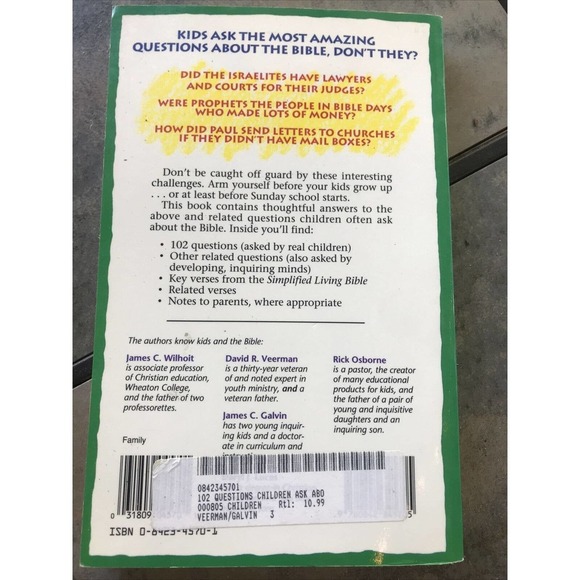 KIDS ASK THE MOST AMAZING
QUESTIONS ABOUT THE BIBLE, DON'T THEY?
DID THE ISRAELITES HAVE LAWYERS
AND COURTS FOR THEIR JUDGES?
WERE PROPHETS THE PEOPLE IN BIBLE DAYS
WHO MADE LOTS OF MONEY?
HOW DID PAUL SEND LETTERS TO CHURCHES
IF THEY DIDN'T HAVE MAIL BOXES?
Don't be caught off guard by these interesting
challenges. Arm yourself before your kids grow up
. . . or at least before Sunday school starts.
This book contains thoughtful answers to the
above and related questions children often ask
about the Bible. Inside you'll find:
• 102 questions (asked by real children)
• Other related questions (also asked by
developing, inquiring minds)
• Key verses from the Simplified Living Bible
• Related verses
• Notes to parents, where appropriate
The authors know kids and the Bible:
James C. Wilhoit
is associate professor
of Christian education,
Wheaton College,
and the father of two
professorettes.
David R. Veerman
is a thirty-year veteran
of and noted expert in
youth ministry, and a
veteran father.
James C. Galvin
has two young inquir-
ing kids and a doctor-
ate in curriculum and
Rick Osborne
is a pastor, the creator
of many educational
products for kids, and
the father of a pair of
young and inquisitive
daughters and an
inquiring son.
Family
0842345701
102 QUESTIONS CHILDREN ASK ABO
000805 CHILDREN Rtl: 10.99
VEERMAN/GALVIN 3
0 31809
5
ISBN 0-8423-4570-1